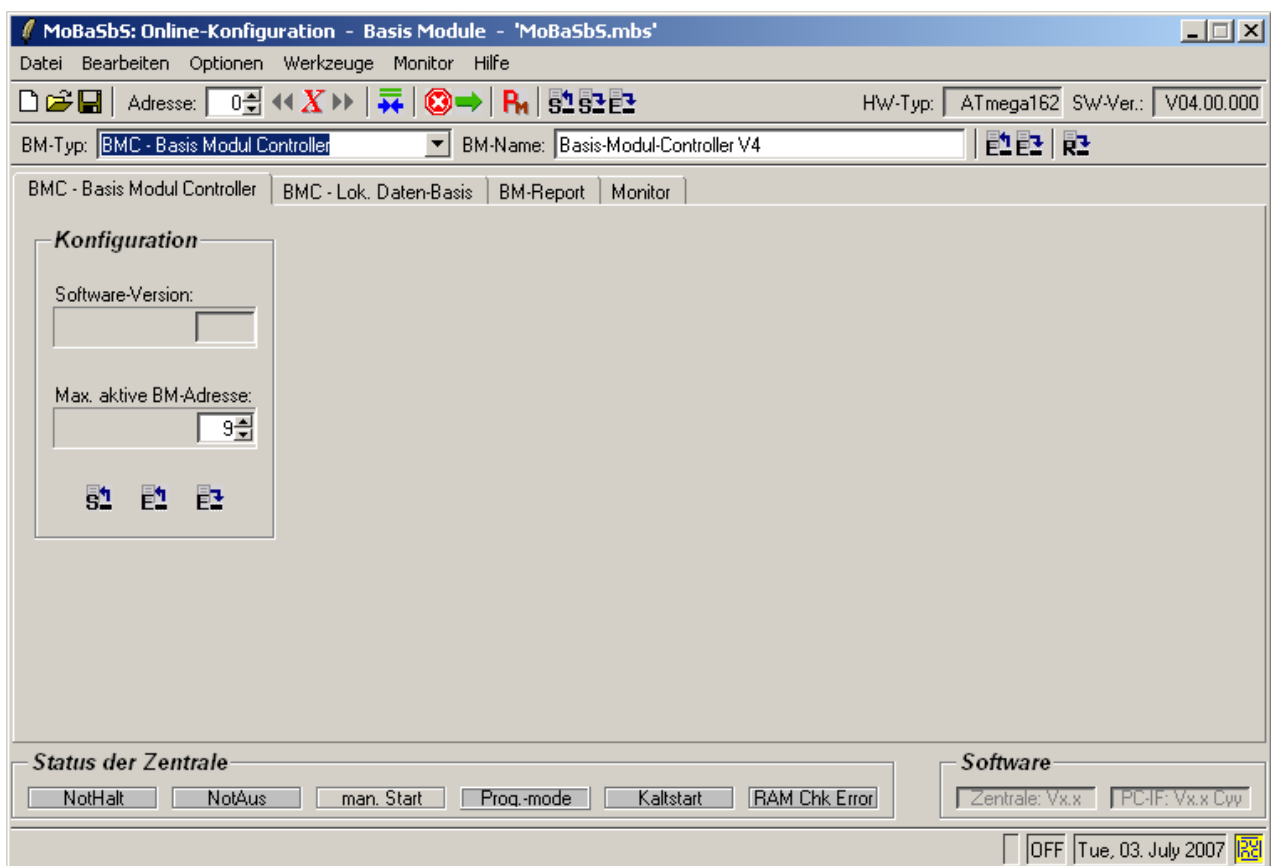 MoBaSbS: Online-Konfiguration - Basis Module - 'MoBaSbS.mbs'
Datei Bearbeiten Optionen Werkzeuge Monitor Hilfe
Adresse: 0 X RM S S E HW-Typ: ATmega162 SW-Ver.: V04.00.000
BM-Typ: BMC - Basis Modul Controller BM-Name: Basis-Modul-Controller V4 E E R
BMC - Basis Modul Controller BMC - Lok. Daten-Basis BM-Report Monitor
Konfiguration
Software-Version:
Max. aktive BM-Adresse:
9
S E E
Status der Zentrale Software
NotHalt NotAus man. Start Prog.-mode Kaltstart RAM Chk Error Zentrale: Vx.x PC-IF: Vx.x Cyy
OFF Tue, 03. July 2007